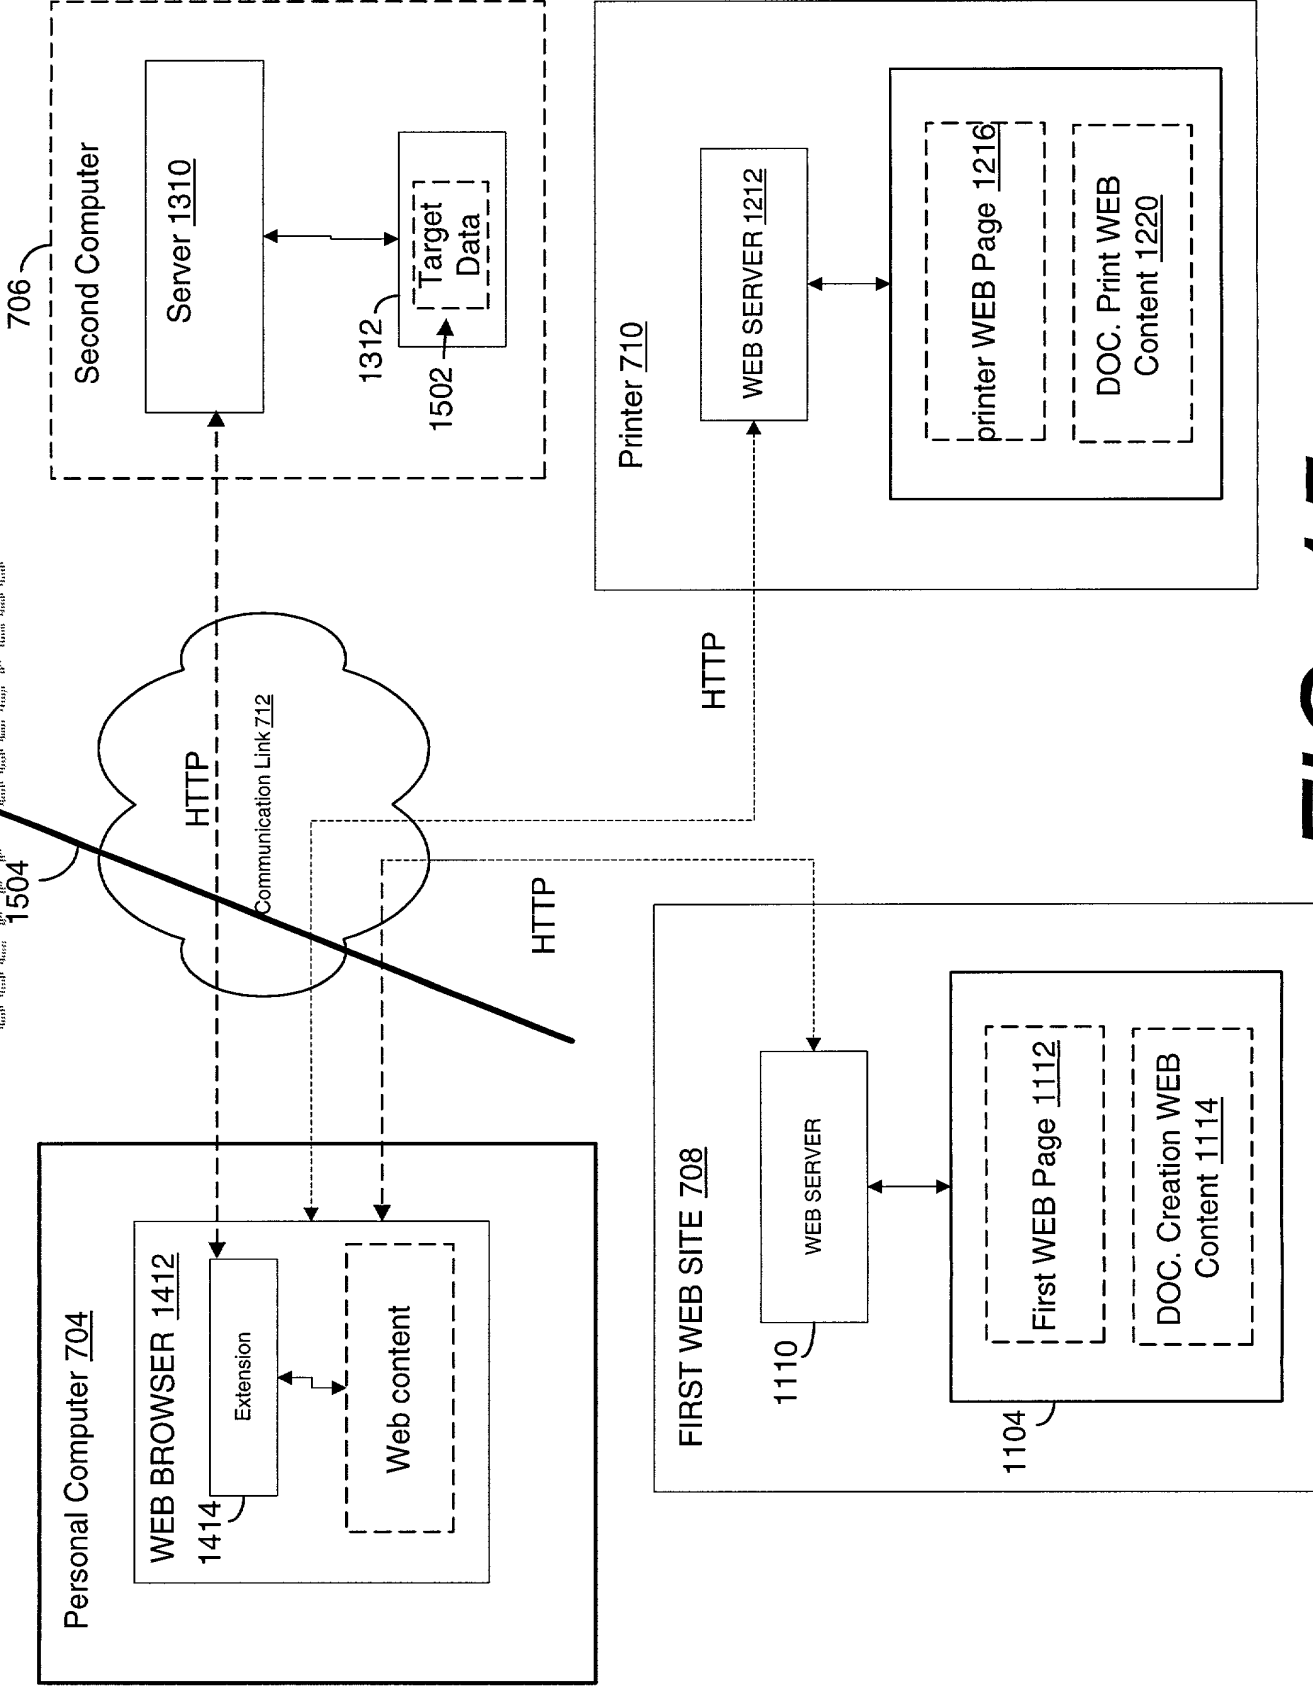 Personal Computer 704
WEB BROWSER 1412
1414
Extension
Web content
1504
HTTP
Communication Link 712
HTTP
HTTP
706
Second Computer
Server 1310
1312
1502
Target
Data
FIRST WEB SITE 708
1110
WEB SERVER
1104
First WEB Page 1112
DOC. Creation WEB
Content 1114
Printer 710
WEB SERVER 1212
printer WEB Page 1216
DOC. Print WEB
Content 1220